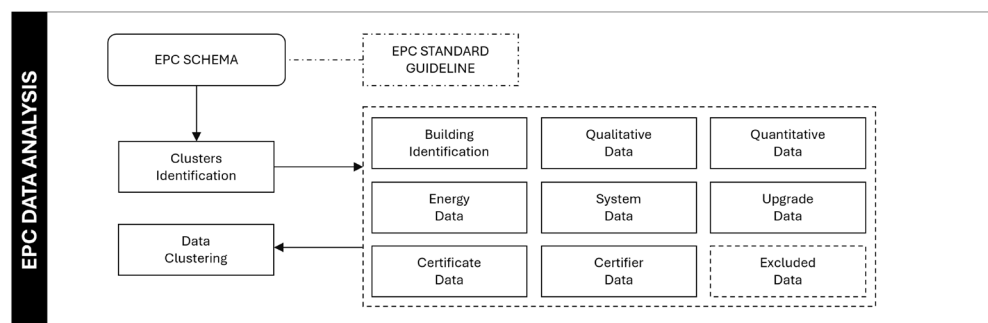 EPC DATA ANALYSIS
EPC SCHEMA
EPC STANDARD
GUIDELINE
Clusters
Identification
Building
Identification
Qualitative
Data
Quantitative
Data
Energy
Data
System
Data
Upgrade
Data
Data
Clustering
Certificate
Data
Certifier
Data
Excluded
Data